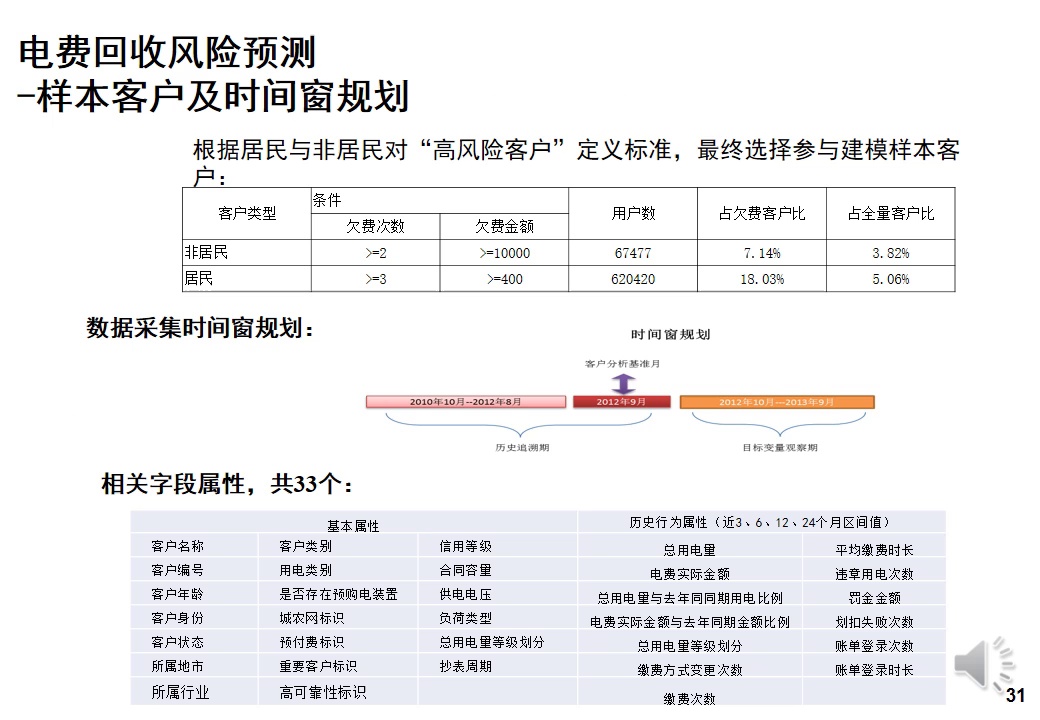 电费回收风险预测
-样本客户及时间窗规划
根据居民与非居民对“高风险客户”定义标准，最终选择参与建模样本客
户：
客户类型 条件 用户数 占欠费客户比 占全量客户比
欠费次数 欠费金额
非居民 >=2 >=10000 67477 7.14% 3.82%
居民 >=3 >=400 620420 18.03% 5.06%
数据采集时间窗规划：
时间窗规划
客户分析基准月
2010年10月--2012年8月 2012年9月 2012年10月—2013年9月
历史追溯期 目标变量观察期
相关字段属性，共33个：
基本属性 历史行为属性（近3、6、12、24个月区间值）
客户名称 客户类别 信用等级 总用电量 平均缴费时长
客户编号 用电类别 合同容量 电费实际金额 违章用电次数
客户年龄 是否存在预购电装置 供电电压 总用电量与去年同同期用电比例 罚金金额
客户身份 城农网标识 负荷类型 电费实际金额与去年同期金额比例 划扣失败次数
客户状态 预付费标识 总用电量等级划分 总用电量等级划分 账单登录次数
所属地市 重要客户标识 抄表周期 缴费方式变更次数 账单登录时长
所属行业 高可靠性标识 缴费次数
31